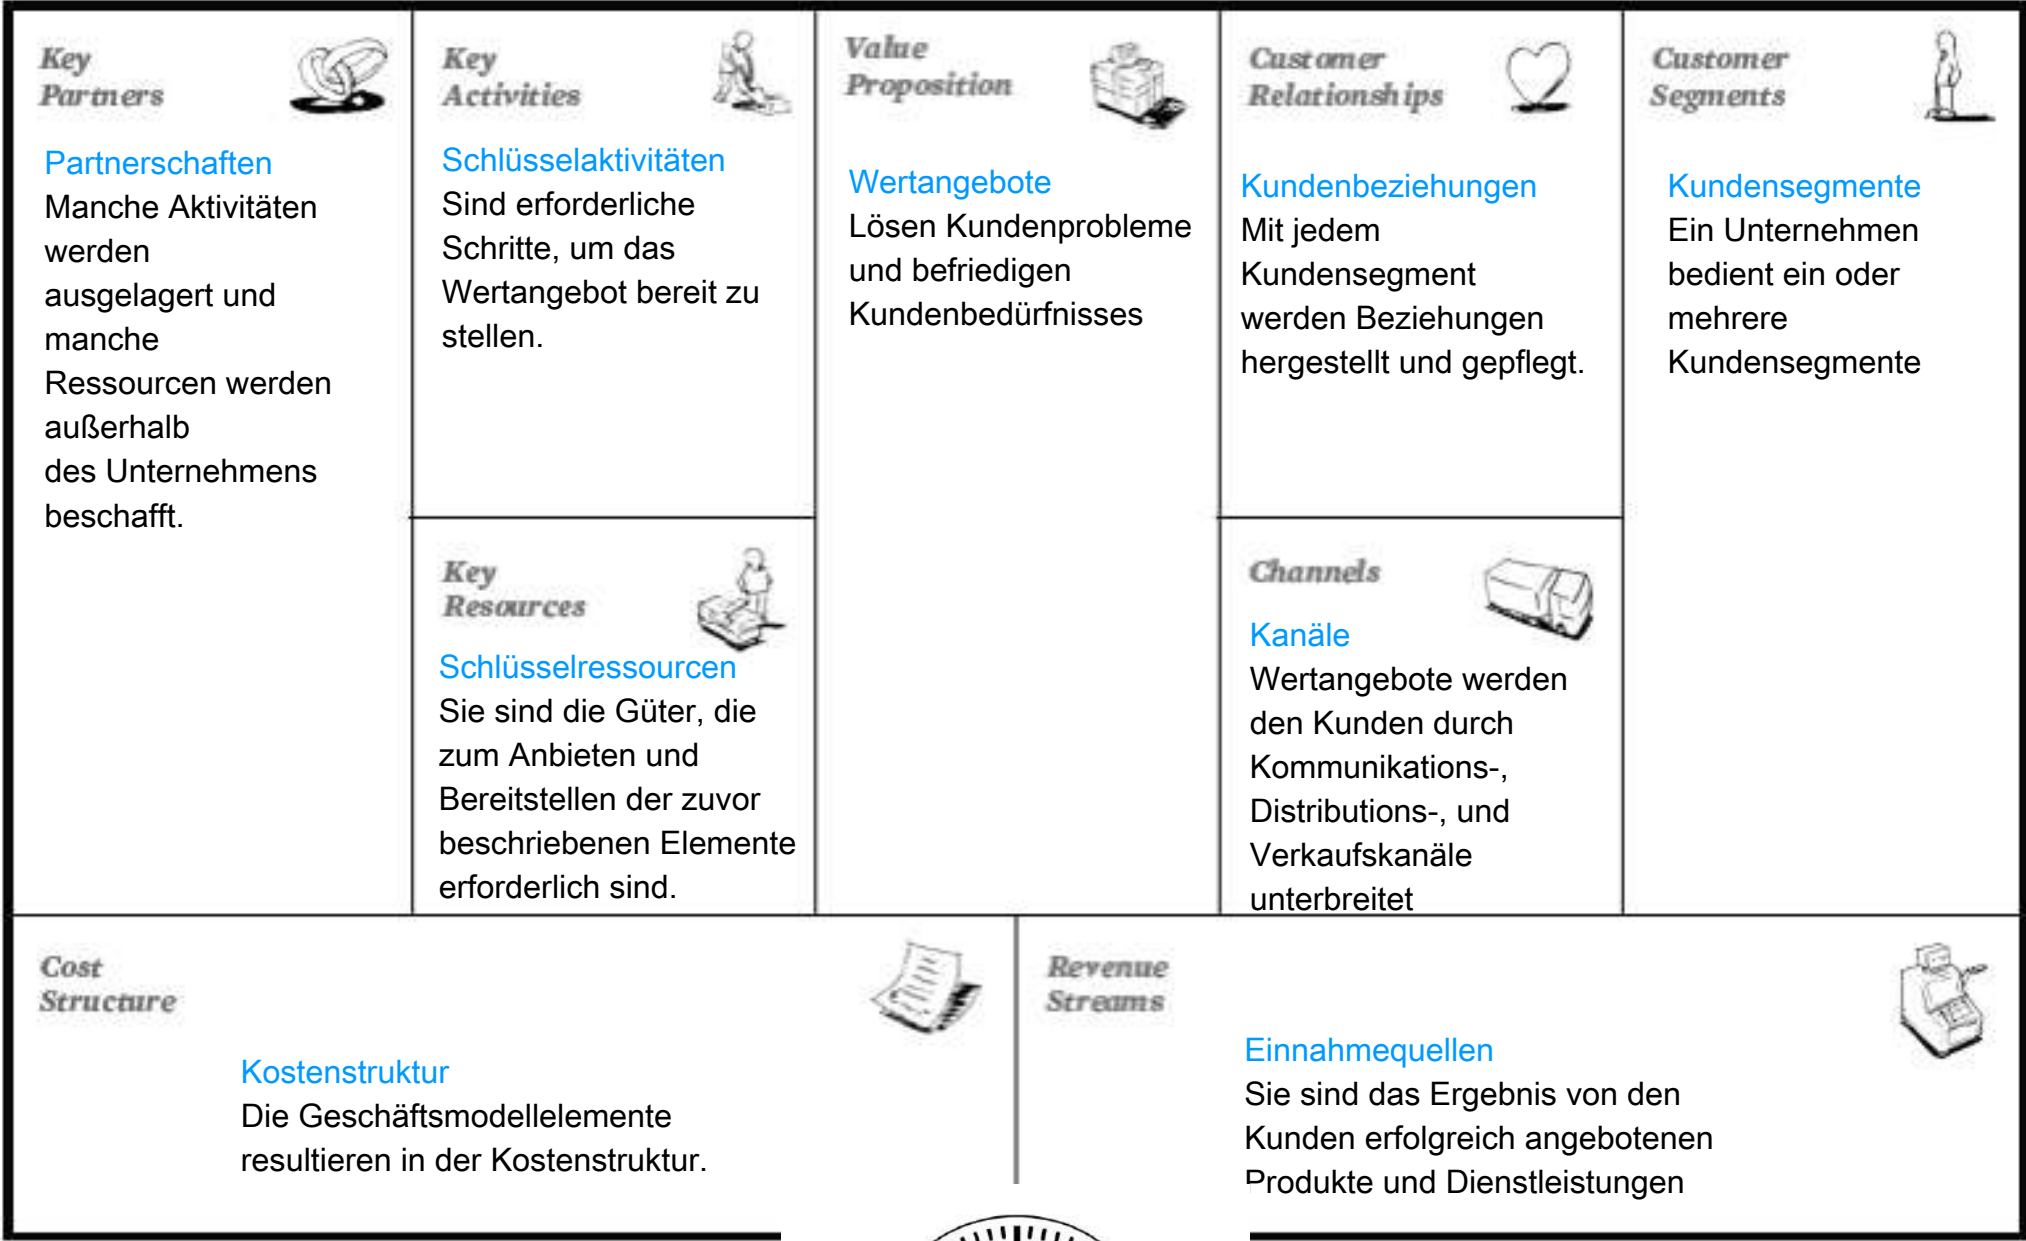 Key
Partners
Partnerschaften
Manche Aktivitäten
werden
ausgelagert und
manche
Ressourcen werden
außerhalb
des Unternehmens
beschafft.
Key
Activities
Schlüsselaktivitäten
Sind erforderliche
Schritte, um das
Wertangebot bereit zu
stellen.
Key
Resources
Schlüsselressourcen
Sie sind die Güter, die
zum Anbieten und
Bereitstellen der zuvor
beschriebenen Elemente
erforderlich sind.
Value
Proposition
Wertangebote
Lösen Kundenprobleme
und befriedigen
Kundenbedürfnisses
Customer
Relationships
Kundenbeziehungen
Mit jedem
Kundensegment
werden Beziehungen
hergestellt und gepflegt.
Channels
Kanäle
Wertangebote werden
den Kunden durch
Kommunikations-,
Distributions-, und
Verkaufskanäle
unterbreitet
Customer
Segments
Kundensegmente
Ein Unternehmen
bedient ein oder
mehrere
Kundensegmente
Cost
Structure
Kostenstruktur
Die Geschäftsmodellelemente
resultieren in der Kostenstruktur.
Revenue
Streams
Einnahmequellen
Sie sind das Ergebnis von den
Kunden erfolgreich angebotenen
Produkte und Dienstleistungen